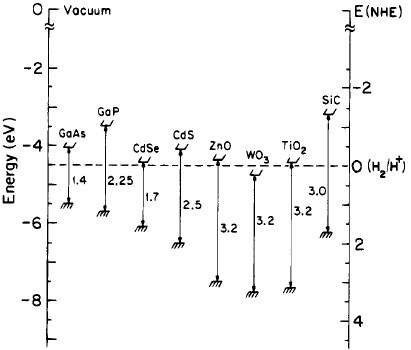 0 Vacuum E(NHE)
-2
-2
SiC
GaP
GaAs
CdSe
CdS
ZnO
WO3
TiO2
-4
0 (H2/H+)
1.4
2.25
1.7
2.5
3.2
3.2
3.2
3.0
-6
2
-8
4
Energy (eV)